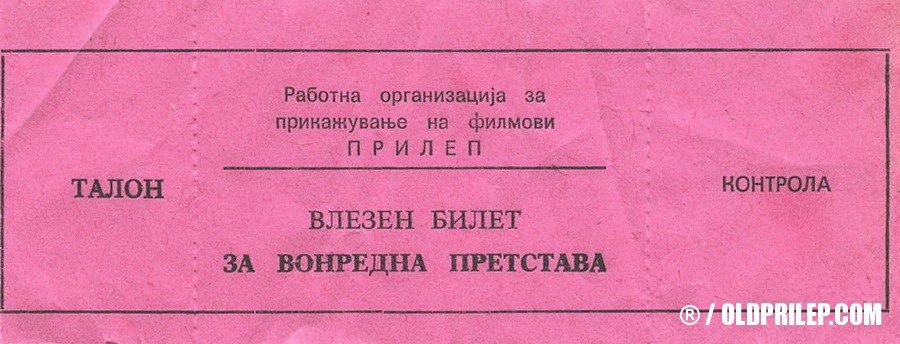 Работна организација за
прикажување на филмови
ПРИЛЕП
ТАЛОН
КОНТРОЛА
ВЛЕЗЕН БИЛЕТ
ЗА ВОНРЕДНА ПРЕТСТАВА
® / OLDPRILEP.COM